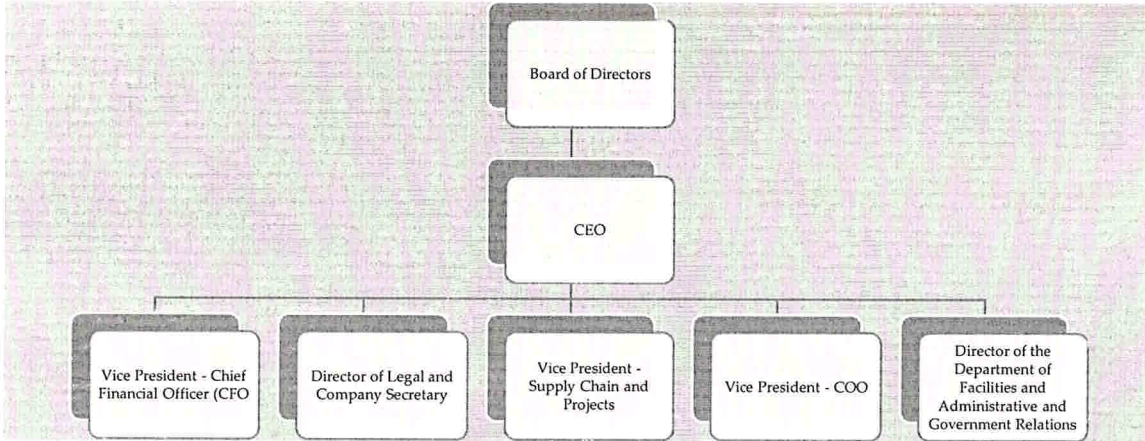 Board of Directors
CEO
Vice President - Chief
Financial Officer (CFO
Director of Legal and
Company Secretary
Vice President -
Supply Chain and
Projects
Vice President - COO
Director of the
Department of
Facilities and
Administrative and
Government Relations